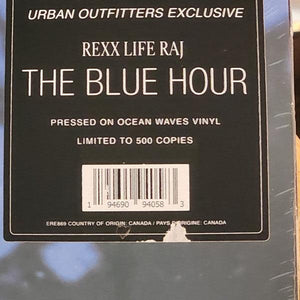 URBAN OUTFITTERS EXCLUSIVE
REXX LIFE RAJ
THE BLUE HOUR
PRESSED ON OCEAN WAVES VINYL
LIMITED TO 500 COPIES
1 94690 94058 3
ERE869 COUNTRY OF ORIGIN: CANADA / PAYS D'ORIGINE: CANADA